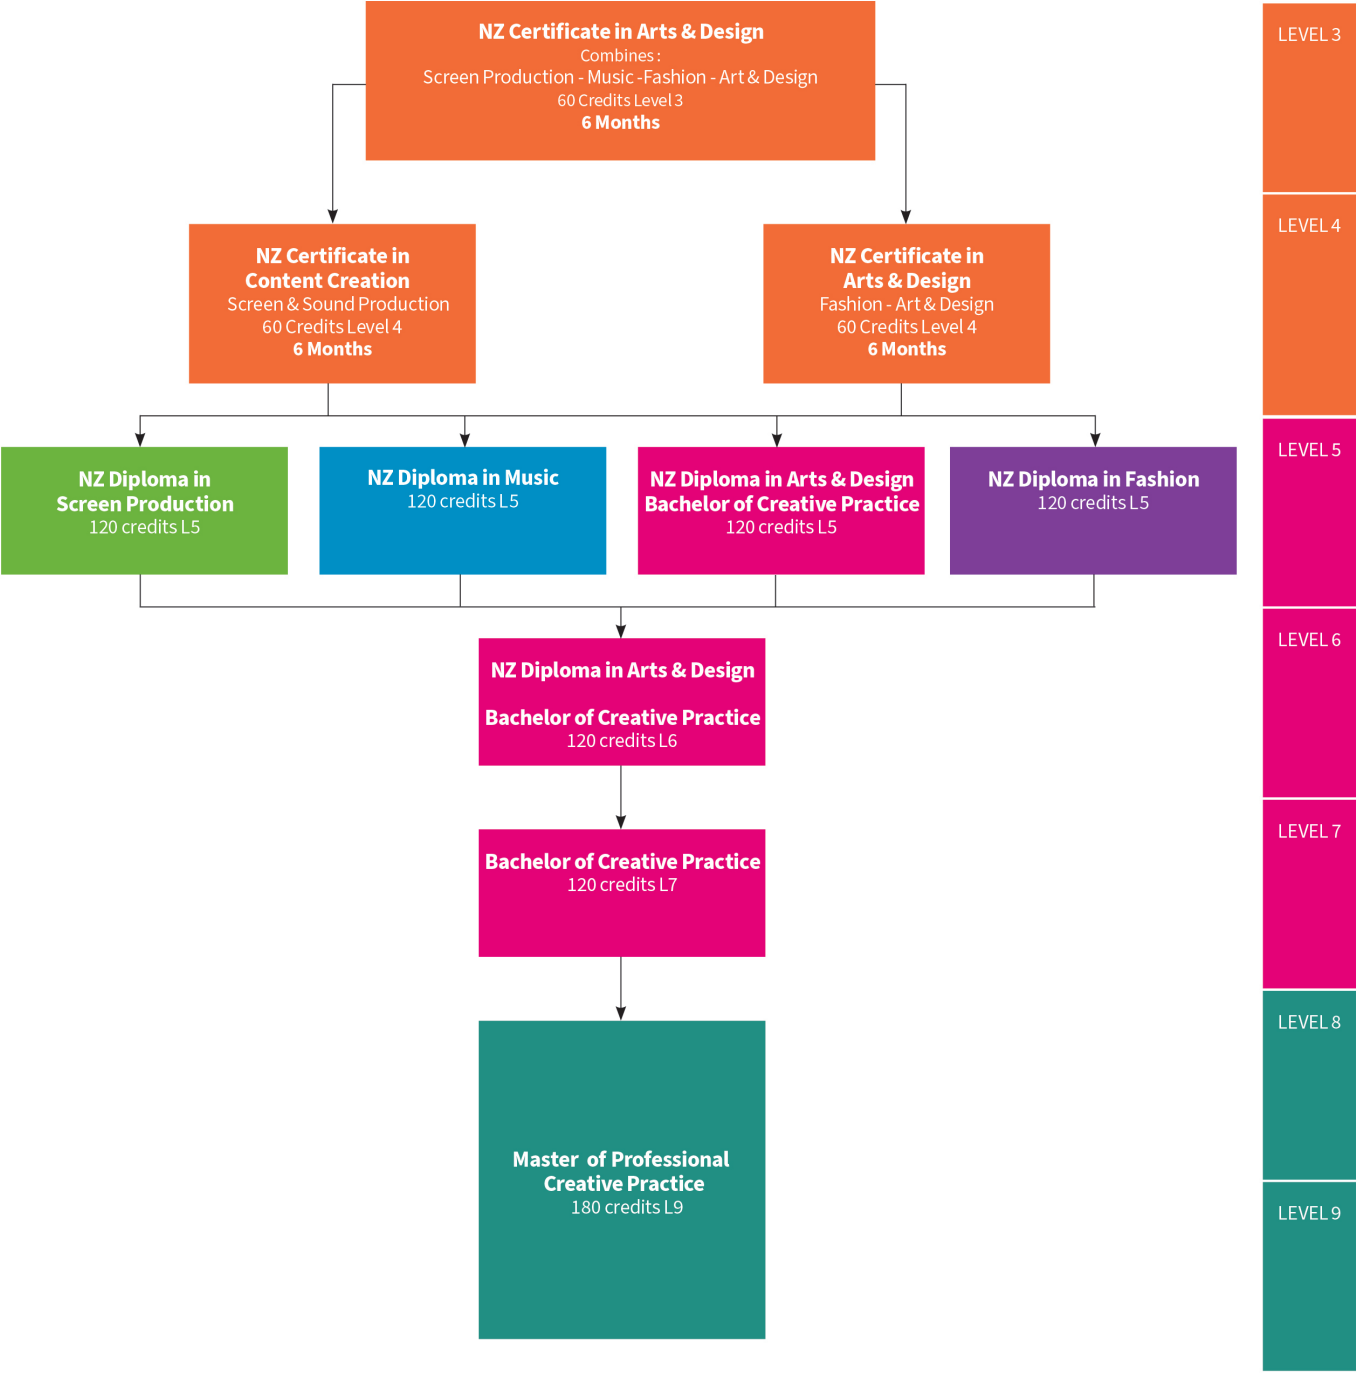 NZ Certificate in Arts & Design
Combines :
Screen Production - Music -Fashion - Art & Design
60 Credits Level 3
6 Months
LEVEL 3
NZ Certificate in
Content Creation
Screen & Sound Production
60 Credits Level 4
6 Months
NZ Certificate in
Arts & Design
Fashion - Art & Design
60 Credits Level 4
6 Months
LEVEL 4
NZ Diploma in
Screen Production
120 credits L5
NZ Diploma in Music
120 credits L5
NZ Diploma in Arts & Design
Bachelor of Creative Practice
120 credits L5
NZ Diploma in Fashion
120 credits L5
LEVEL 5
NZ Diploma in Arts & Design
Bachelor of Creative Practice
120 credits L6
LEVEL 6
Bachelor of Creative Practice
120 credits L7
LEVEL 7
LEVEL 8
Master of Professional
Creative Practice
180 credits L9
LEVEL 9